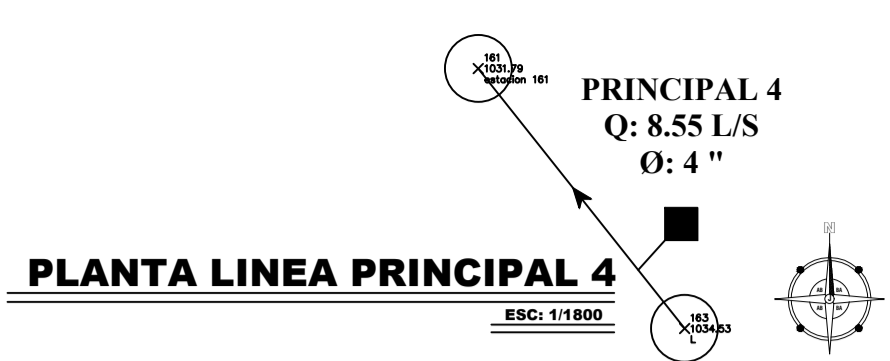 161
1031.79
estacion 161
PRINCIPAL 4
Q: 8.55 L/S
Ø: 4 "
N
PLANTA LINEA PRINCIPAL 4
ESC: 1/1800
163
1034.53
L